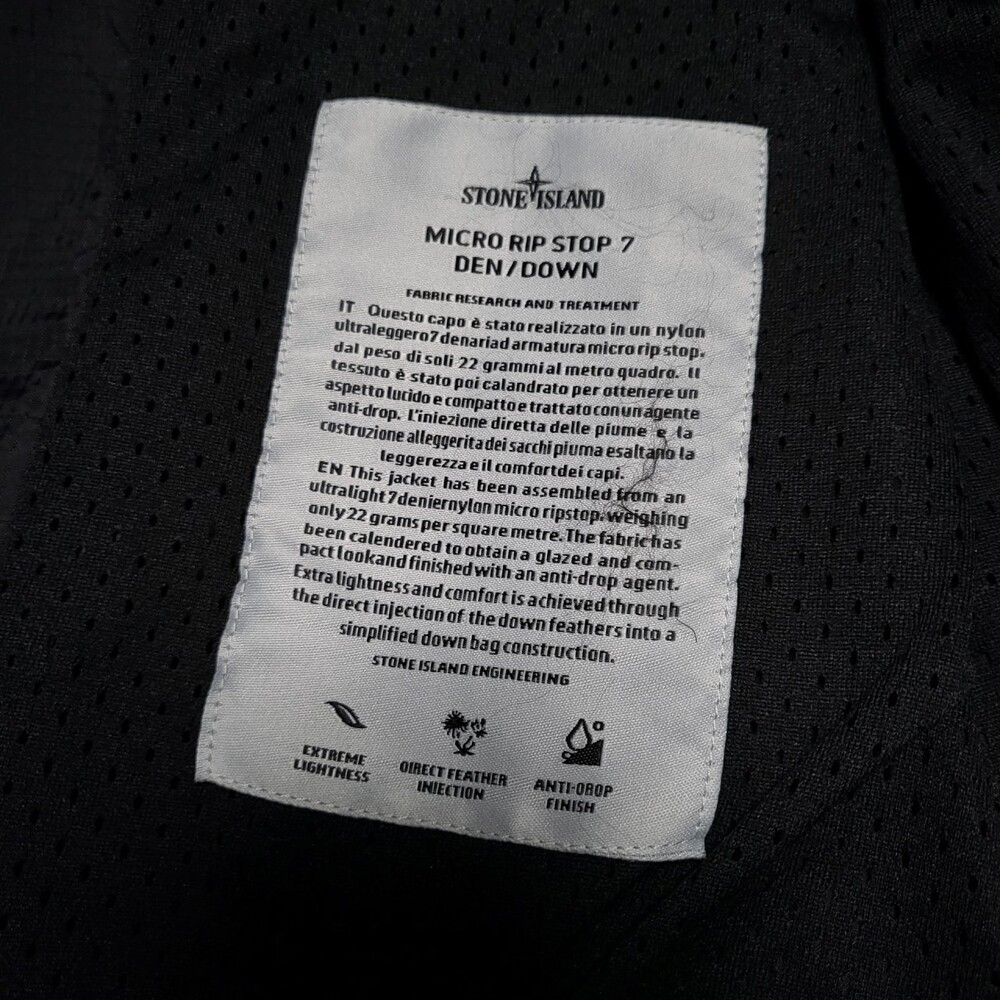 STONE ISLAND
MICRO RIP STOP 7
DEN/DOWN
FABRIC RESEARCH AND TREATMENT
IT Questo capo è stato realizzato in un nylon
ultraleggero 7 denari ad armatura micro rip stop.
dal peso di soli 22 grammi al metro quadro. Il
tessuto è stato poi calandrato per ottenere un
aspetto lucido e compatto e trattato con un agente
anti-drop. L'iniezione diretta delle piume e la
costruzione alleggerita dei sacchi piuma esaltano la
leggerezza e il comfort dei capi.
EN This jacket has been assembled from an
ultralight 7 denier nylon micro ripstop. weighing
only 22 grams per square metre. The fabric has
been calendered to obtain a glazed and com-
pact look and finished with an anti-drop agent.
Extra lightness and comfort is achieved through
the direct injection of the down feathers into a
simplified down bag construction.
STONE ISLAND ENGINEERING
EXTREME
LIGHTNESS
DIRECT FEATHER
INJECTION
ANTI-DROP
FINISH